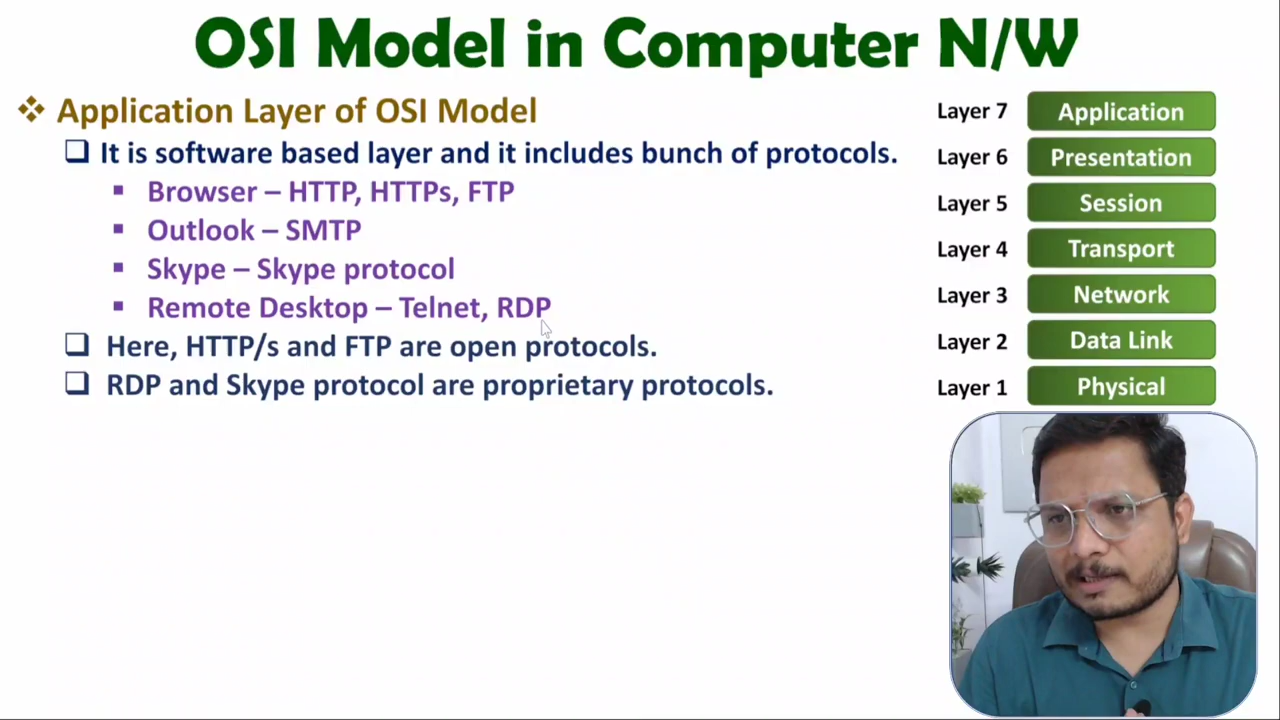 OSI Model in Computer N/W
Application Layer of OSI Model
It is software based layer and it includes bunch of protocols.
Browser – HTTP, HTTPs, FTP
Outlook – SMTP
Skype – Skype protocol
Remote Desktop – Telnet, RDP
Here, HTTP/s and FTP are open protocols.
RDP and Skype protocol are proprietary protocols.
Layer 7 Application
Layer 6 Presentation
Layer 5 Session
Layer 4 Transport
Layer 3 Network
Layer 2 Data Link
Layer 1 Physical